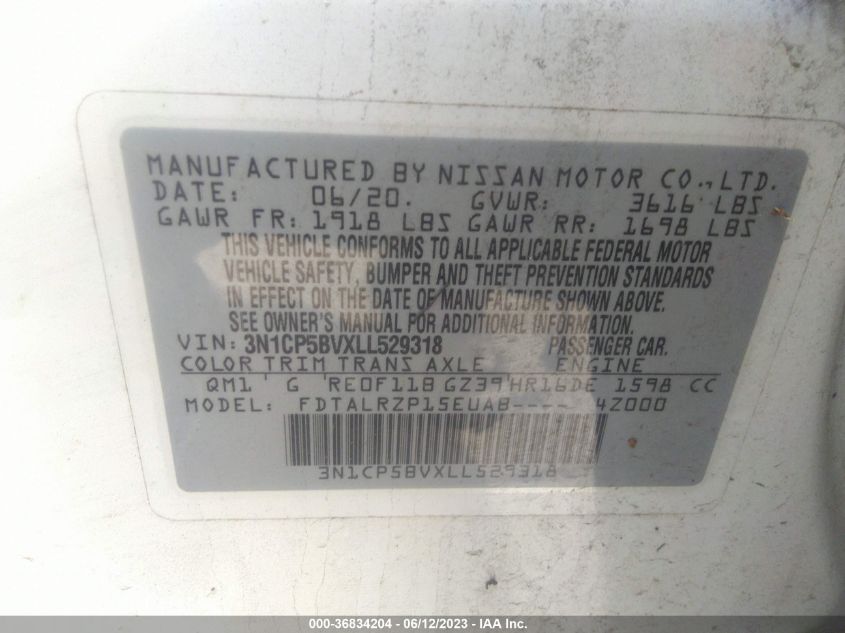 MANUFACTURED BY NISSAN MOTOR CO., LTD.
DATE: 06/20. GVWR: 3616 LBS
GAWR FR: 1918 LBS GAWR RR: 1698 LBS
THIS VEHICLE CONFORMS TO ALL APPLICABLE FEDERAL MOTOR
VEHICLE SAFETY, BUMPER AND THEFT PREVENTION STANDARDS
IN EFFECT ON THE DATE OF MANUFACTURE SHOWN ABOVE.
SEE OWNER'S MANUAL FOR ADDITIONAL INFORMATION.
VIN: 3N1CP5BVXLL529318 PASSENGER CAR.
COLOR TRIM TRANS AXLE ENGINE
QM1 G RE0F11B GZ39 HR16DE 1598 CC
MODEL: FDTALRZP15EUAB---- 4Z000
3N1CP5BVXLL529318
000-36834204 - 06/12/2023 - IAA Inc.